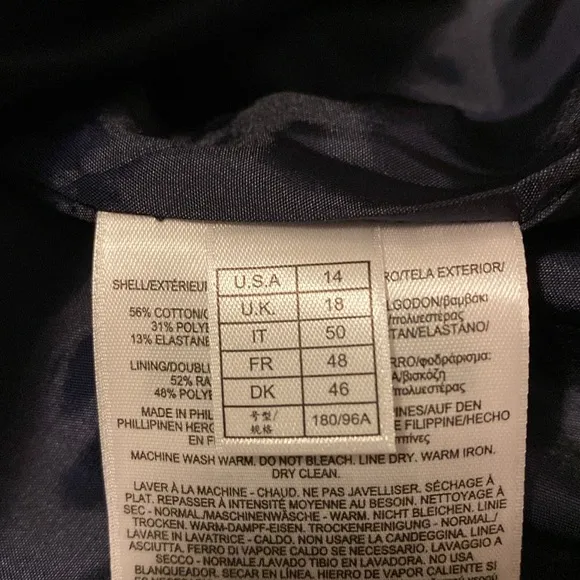 U.S.A 14
U.K. 18
IT 50
FR 48
DK 46
号型/规格 180/96A
SHELL/EXTÉRIEU RO/TELA EXTERIOR/
56% COTTON/ LGODON/βαμβάκι
31% POLYE /πολυεστέρας
13% ELASTANE TAN/ELASTÁNO/
LINING/DOUBL RRO/φοδράρισμα:
52% RA A/βισκόζη
48% POLYE /πολυεστέρας
MADE IN PHIL INES/AUF DEN
PHILLIPINEN HERG E FILIPPINE/HECHO
EN F πίνες
MACHINE WASH WARM. DO NOT BLEACH. LINE DRY. WARM IRON.
DRY CLEAN.
LAVER À LA MACHINE - CHAUD. NE PAS JAVELLISER. SÉCHAGE À
PLAT. REPASSER À INTENSITÉ MOYENNE AU BESOIN. NETTOYAGE À
SEC - NORMAL/MASCHINENWÄSCHE - WARM. NICHT BLEICHEN. LINIE
TROCKEN. WARM-DAMPF-EISEN. TROCKENREINIGUNG - NORMAL/
LAVARE IN LAVATRICE - CALDO. NON USARE LA CANDEGGINA.
ASCIUTTA. FERRO DI VAPORE CALDO SE NECESSARIO. LAVAGGIO A
SECCO - NORMALE/LAVADO EN LAVADORA. NO USA
BLANQUEADOR. SECAR EN LÍNEA. HIERRO DE VAPOR CALIENTE SE